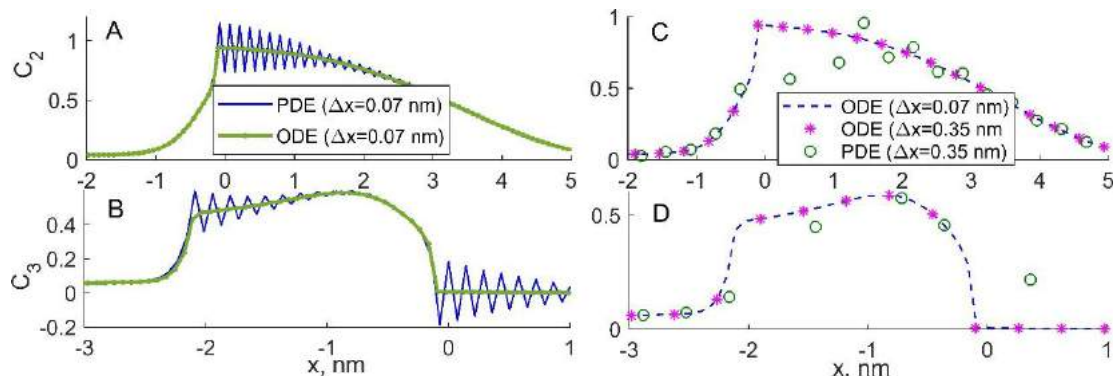 A
C₂
1
0.5
0
PDE (Δx=0.07 nm)
ODE (Δx=0.07 nm)
-2 -1 0 1 2 3 4 5
B
C₃
0.4
0.2
0
-0.2
-3 -2 -1 0 1
x, nm
C
1
0.5
0
ODE (Δx=0.07 nm)
ODE (Δx=0.35 nm)
PDE (Δx=0.35 nm)
-2 -1 0 1 2 3 4 5
D
0.5
0
-3 -2 -1 0 1
x, nm